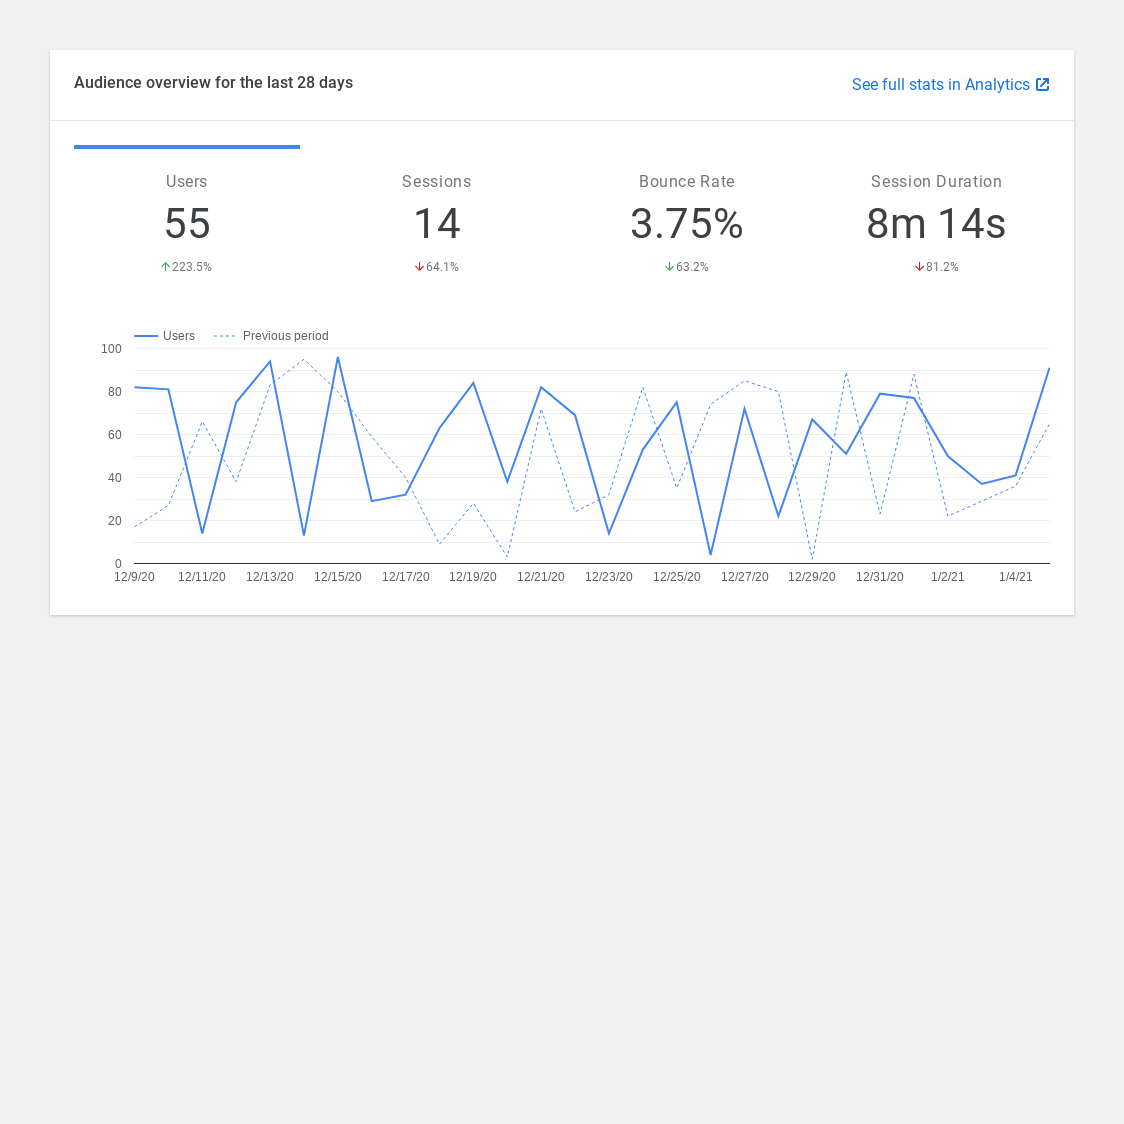 Audience overview for the last 28 days
See full stats in Analytics
Users
55
223.5%
Sessions
14
64.1%
Bounce Rate
3.75%
63.2%
Session Duration
8m 14s
81.2%
Users
Previous period
100
80
60
40
20
0
12/9/20 12/11/20 12/13/20 12/15/20 12/17/20 12/19/20 12/21/20 12/23/20 12/25/20 12/27/20 12/29/20 12/31/20 1/2/21 1/4/21